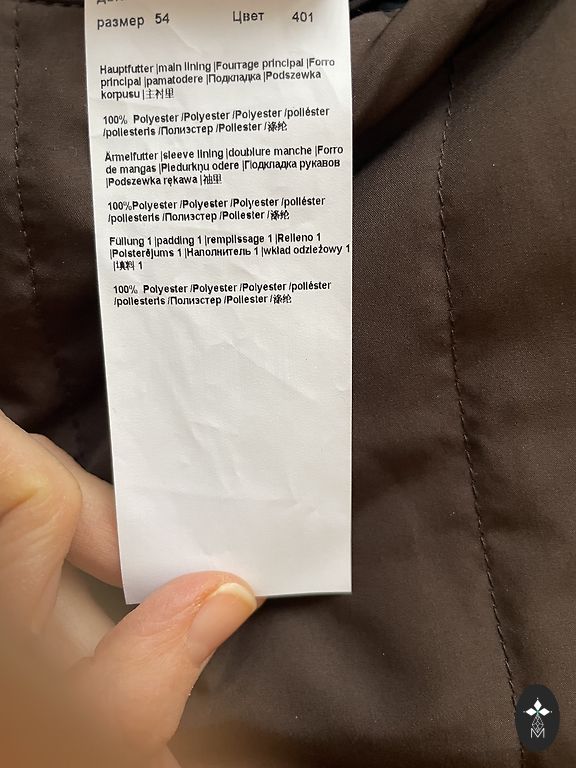 размер 54 Цвет 401
Hauptfutter |main lining |Fourrage principal |Forro
principal |pamatodere |Подкладка |Podszewka
korpusu |主衬里
100% Polyester /Polyester /Polyester /poliéster
/poliesteris /Полиэстер /Poliester /涤纶
Ärmelfutter |sleeve lining |doublure manche |Forro
de mangas |Piedurkņu odere |Подкладка рукавов
|Podszewka rękawa |袖里
100%Polyester /Polyester /Polyester /poliéster
/poliesteris /Полиэстер /Poliester /涤纶
Füllung 1 |padding 1 |remplissage 1 |Relleno 1
|Polsterējums 1 |Наполнитель 1 |wkład odzieżowy 1
|填料 1
100% Polyester /Polyester /Polyester /poliéster
/poliesteris /Полиэстер /Poliester /涤纶
M